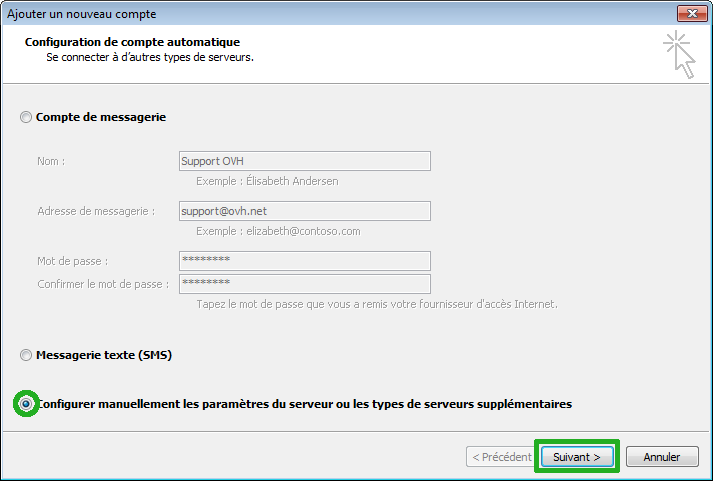 Ajouter un nouveau compte
Configuration de compte automatique
Se connecter à d'autres types de serveurs.
Compte de messagerie
Nom :
Support OVH
Exemple : Élisabeth Andersen
Adresse de messagerie :
support@ovh.net
Exemple : elizabeth@contoso.com
Mot de passe :
********
Confirmer le mot de passe :
********
Tapez le mot de passe que vous a remis votre fournisseur d'accès Internet.
Messagerie texte (SMS)
Configurer manuellement les paramètres du serveur ou les types de serveurs supplémentaires
< Précédent
Suivant >
Annuler